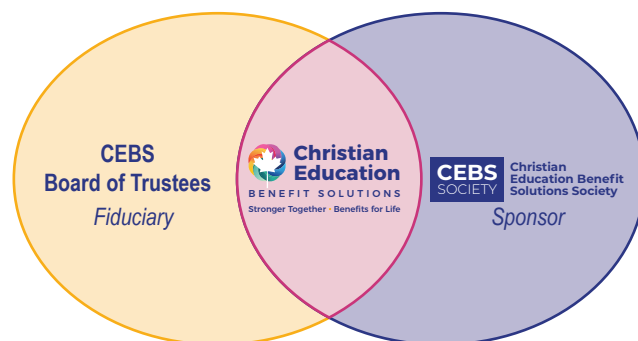 CEBS
Board of Trustees
Fiduciary
Christian
Education
BENEFIT SOLUTIONS
Stronger Together · Benefits for Life
CEBS
SOCIETY
Christian
Education Benefit
Solutions Society
Sponsor